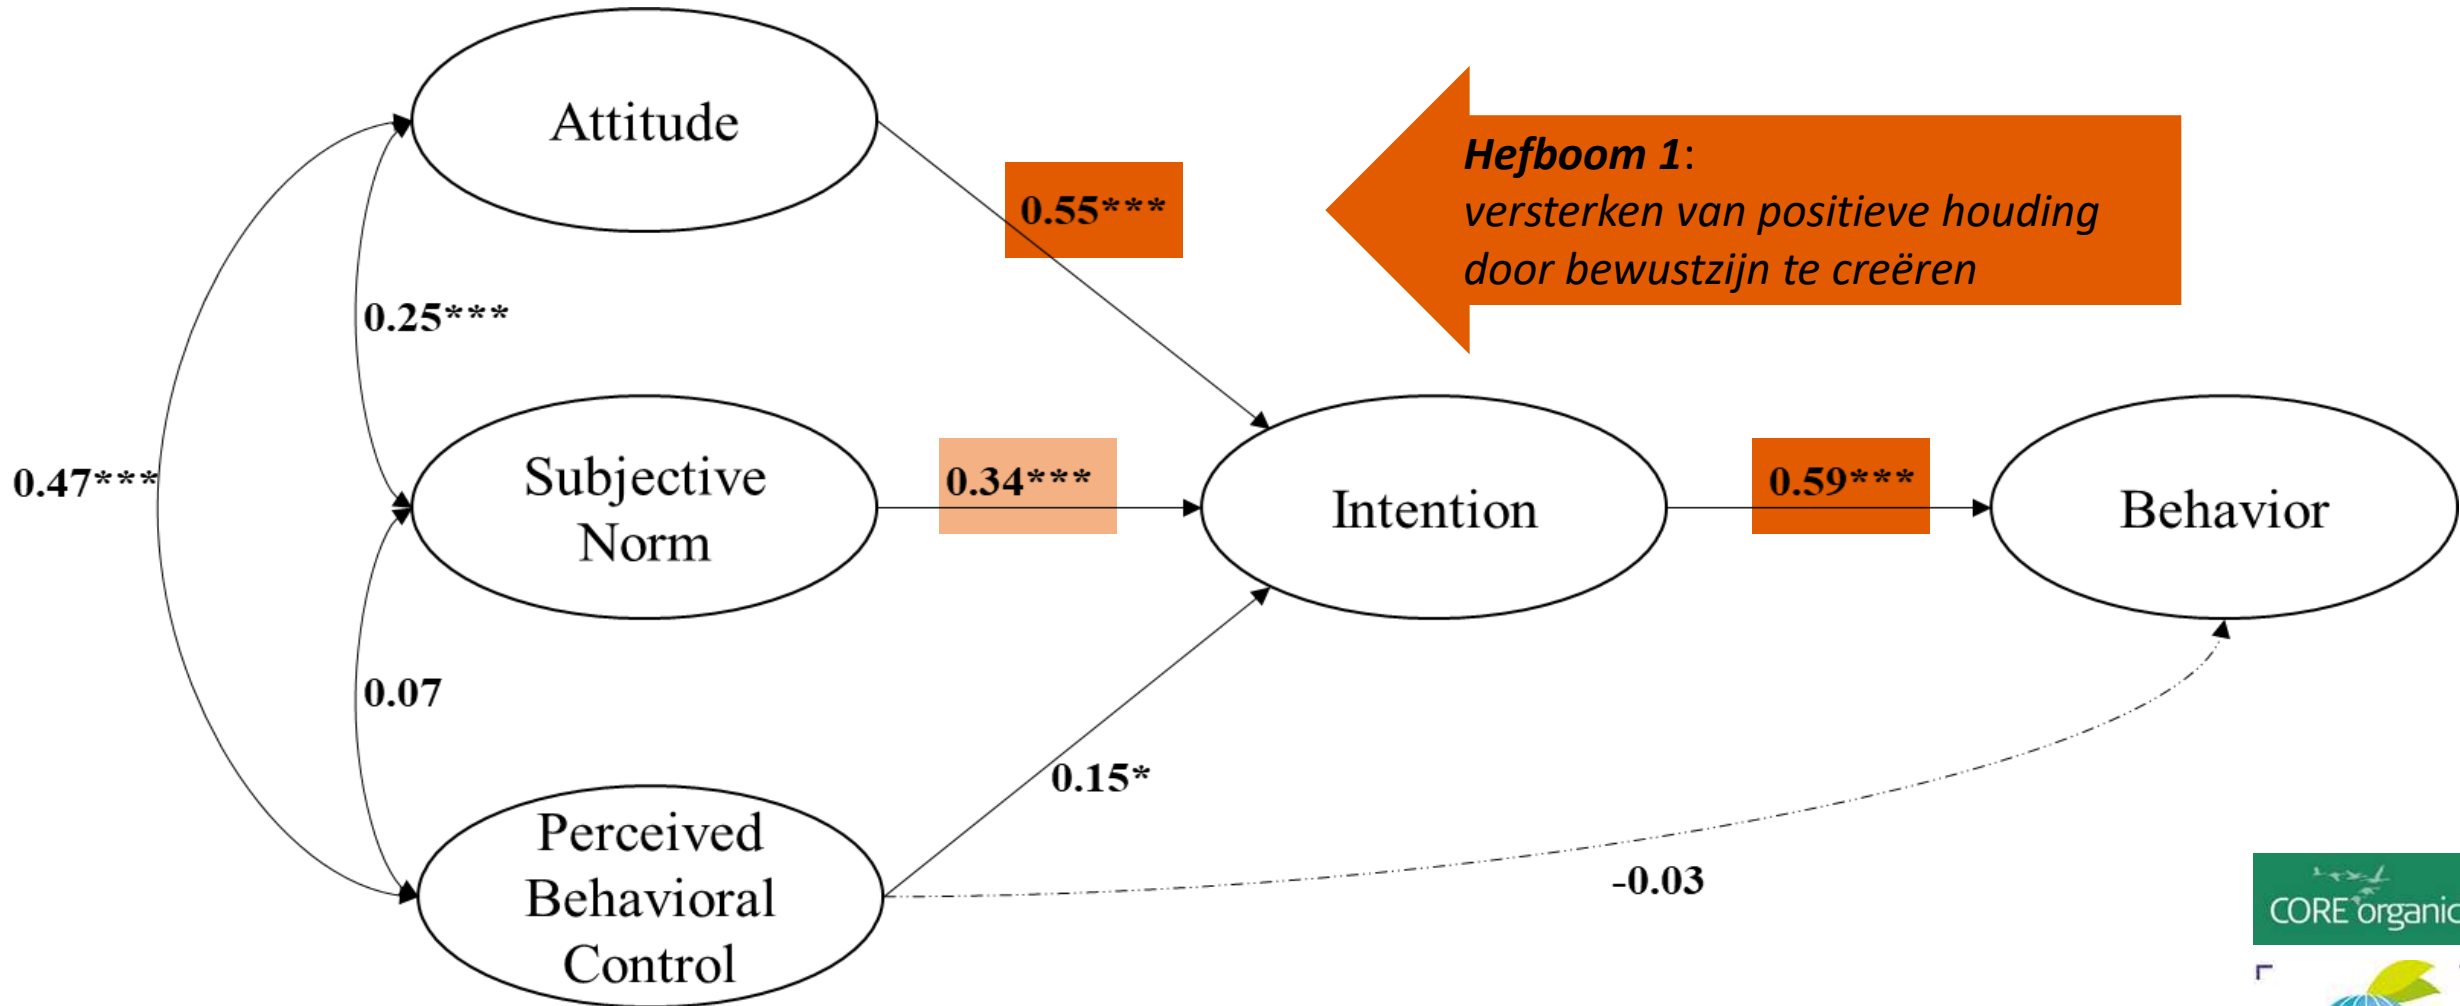 Attitude
0.55***
Hefboom 1:
versterken van positieve houding
door bewustzijn te creëren
0.25***
0.47***
Subjective
Norm
0.34***
Intention
0.59***
Behavior
0.07
0.15*
Perceived
Behavioral
Control
-0.03
CORE organic